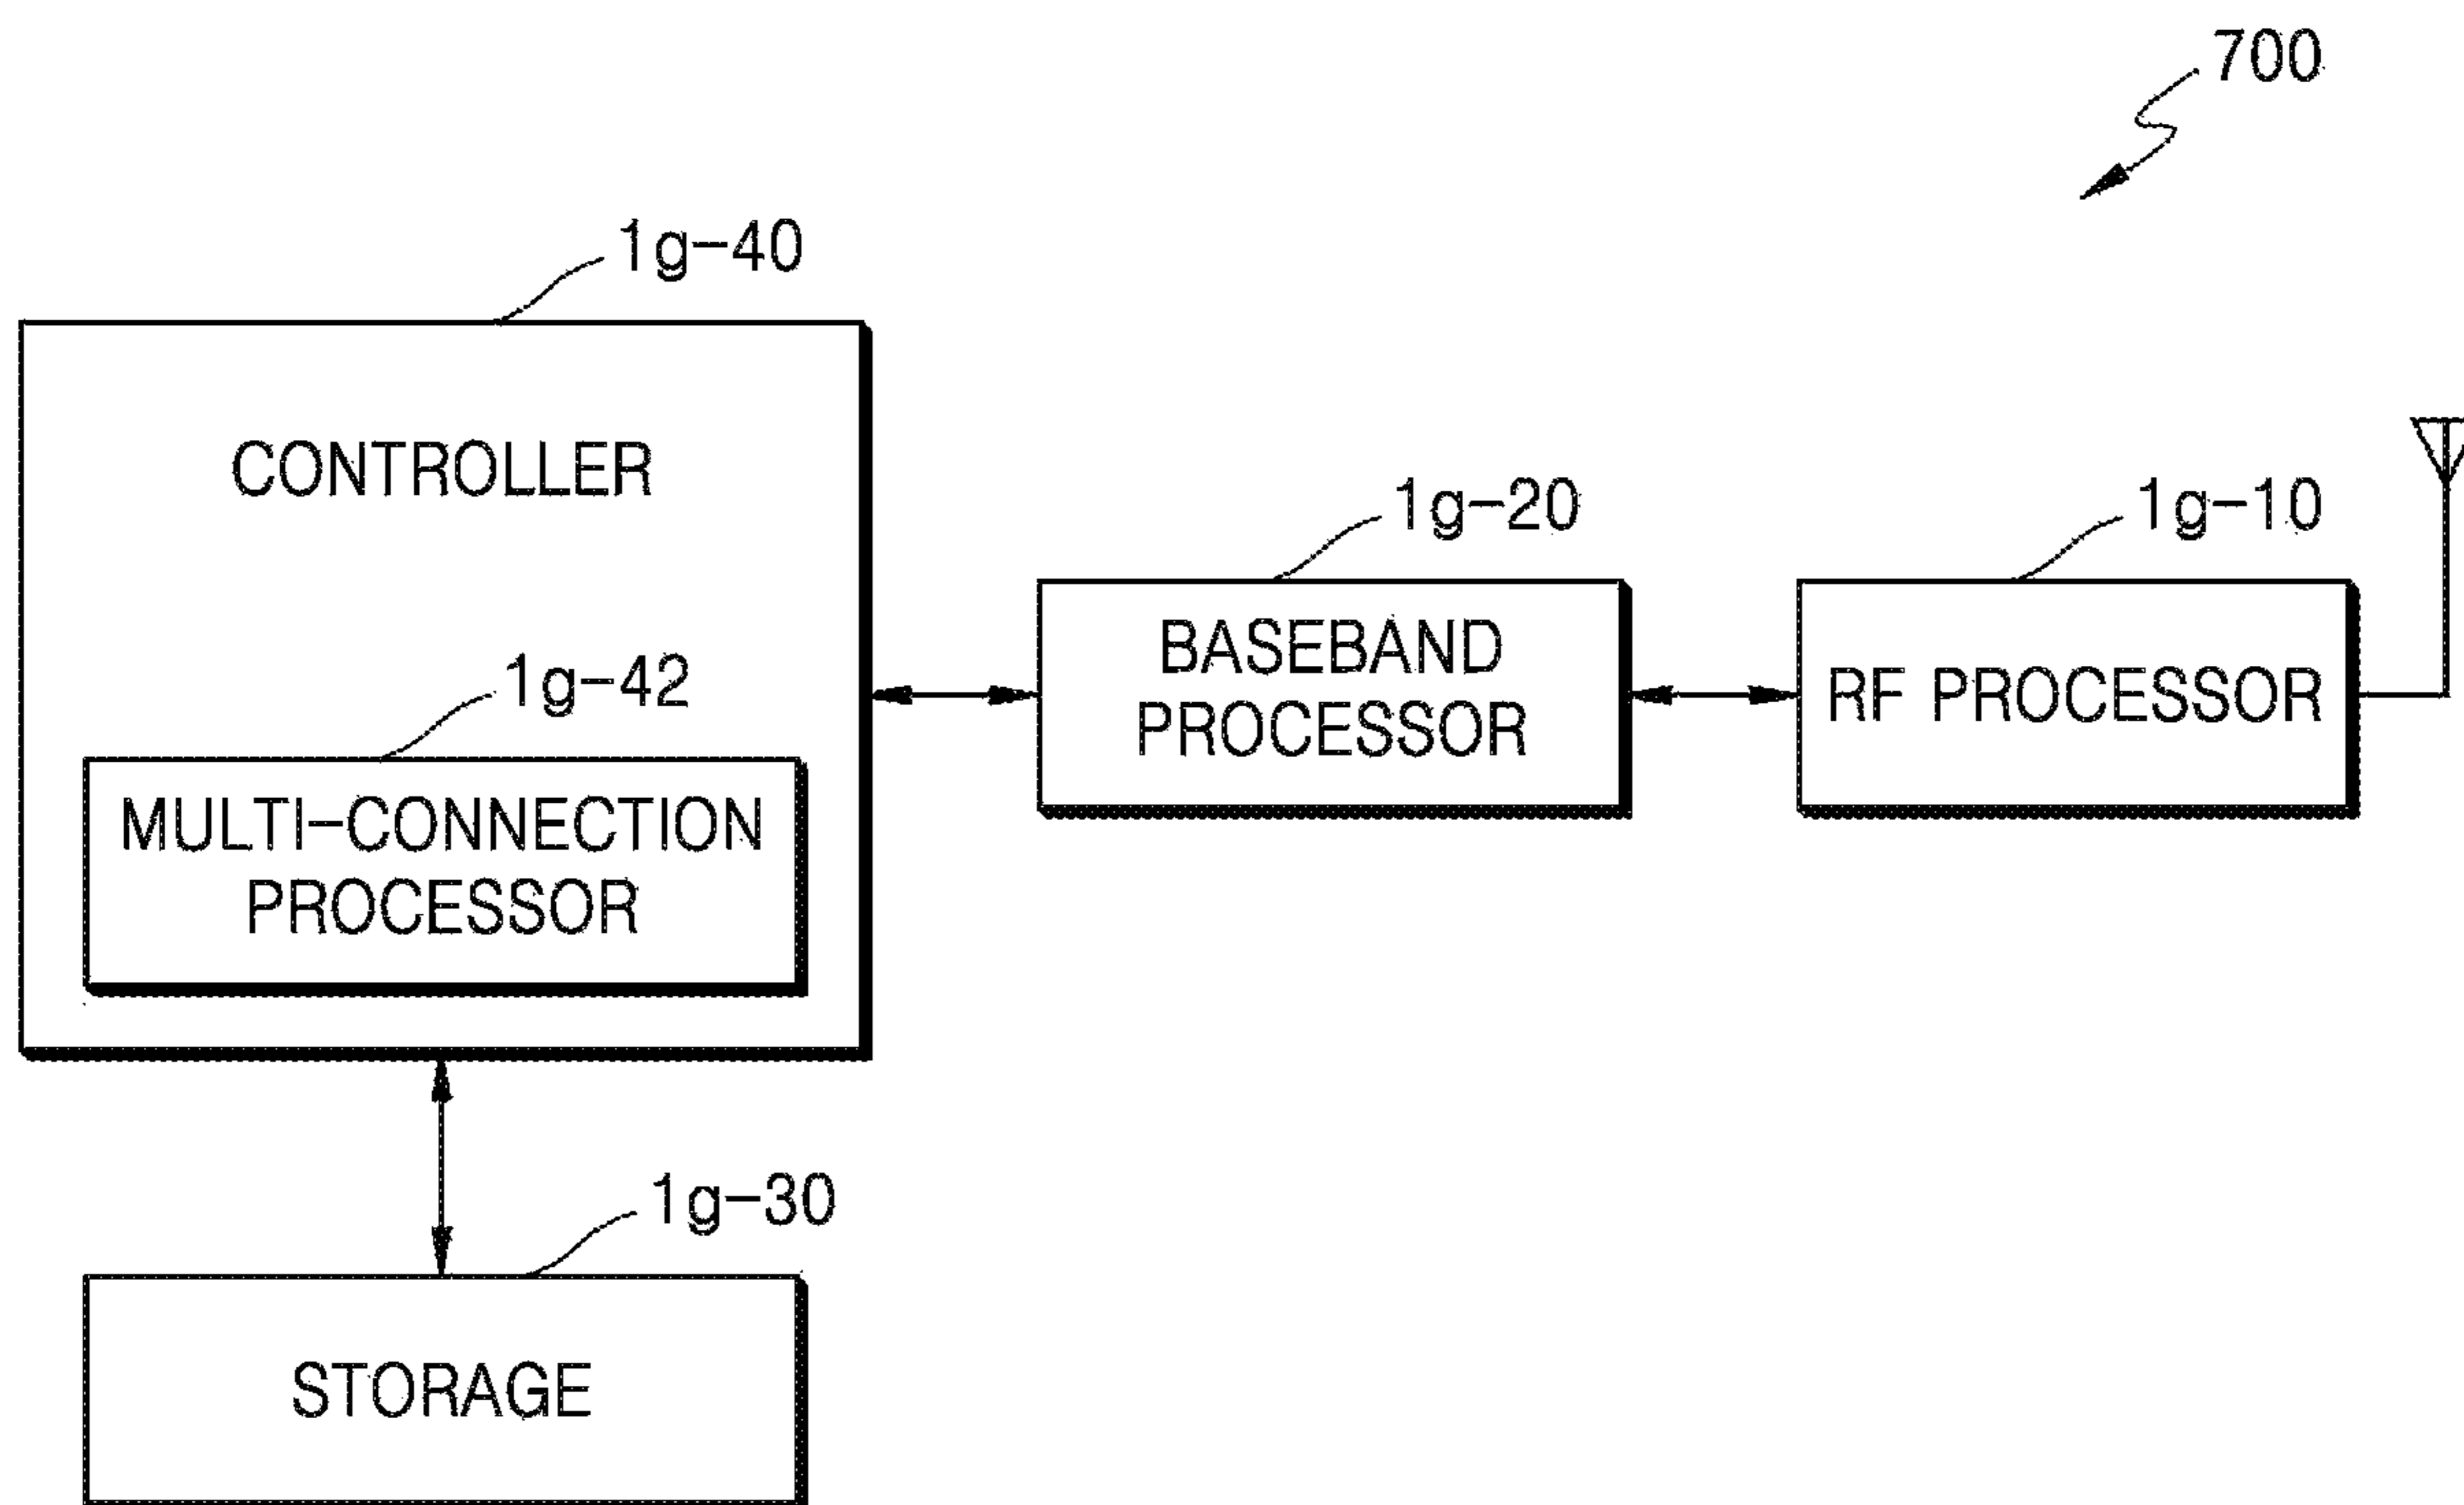 700
1g-40
CONTROLLER
1g-20
1g-10
BASEBAND
PROCESSOR
RF PROCESSOR
1g-42
MULTI-CONNECTION
PROCESSOR
1g-30
STORAGE